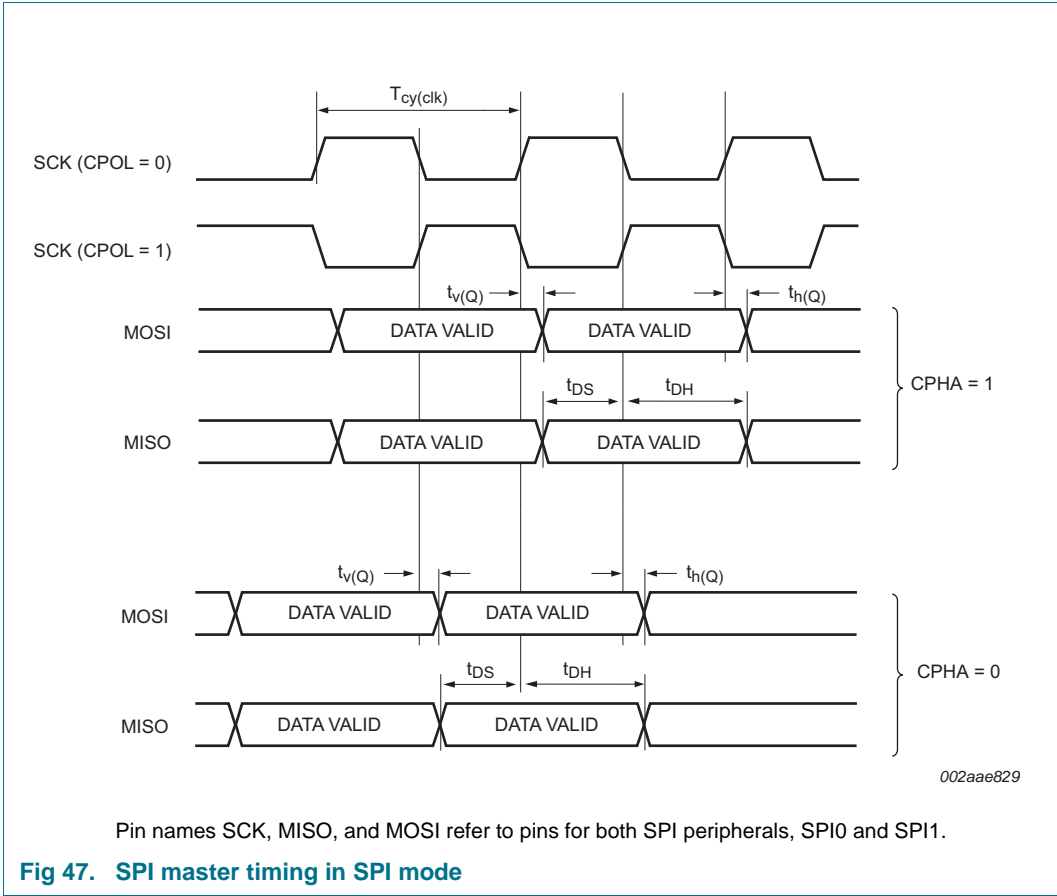 Tcy(clk)
SCK (CPOL = 0)
SCK (CPOL = 1)
tv(Q)
th(Q)
MOSI
DATA VALID
DATA VALID
tDS
tDH
CPHA = 1
MISO
DATA VALID
DATA VALID
tv(Q)
th(Q)
MOSI
DATA VALID
DATA VALID
tDS
tDH
CPHA = 0
MISO
DATA VALID
DATA VALID
002aae829
Pin names SCK, MISO, and MOSI refer to pins for both SPI peripherals, SPI0 and SPI1.
Fig 47. SPI master timing in SPI mode